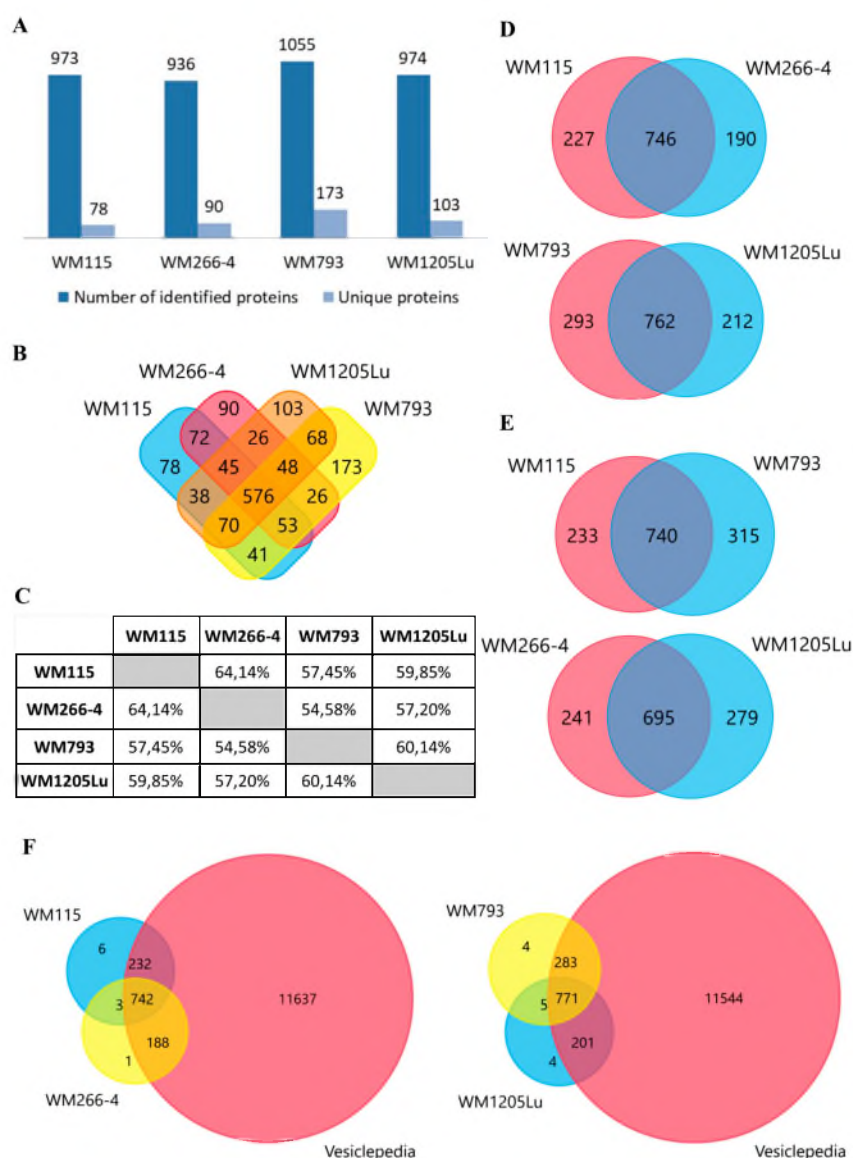 A
973
78
936
90
1055
173
974
103
WM115 WM266-4 WM793 WM1205Lu
Number of identified proteins Unique proteins
B
WM266-4 WM1205Lu
WM115 WM793
90 103
72 26 68
78 45 48 173
38 576 26
70 53
41
C
WM115 WM266-4 WM793 WM1205Lu
WM115 64,14% 57,45% 59,85%
WM266-4 64,14% 54,58% 57,20%
WM793 57,45% 54,58% 60,14%
WM1205Lu 59,85% 57,20% 60,14%
D
WM115 WM266-4
227 746 190
WM793 WM1205Lu
293 762 212
E
WM115 WM793
233 740 315
WM266-4 WM1205Lu
241 695 279
F
WM115
6
232
3 742 11637
188
1
WM266-4
Vesiclepedia
WM793
4
283
5 771 11544
201
4
WM1205Lu
Vesiclepedia